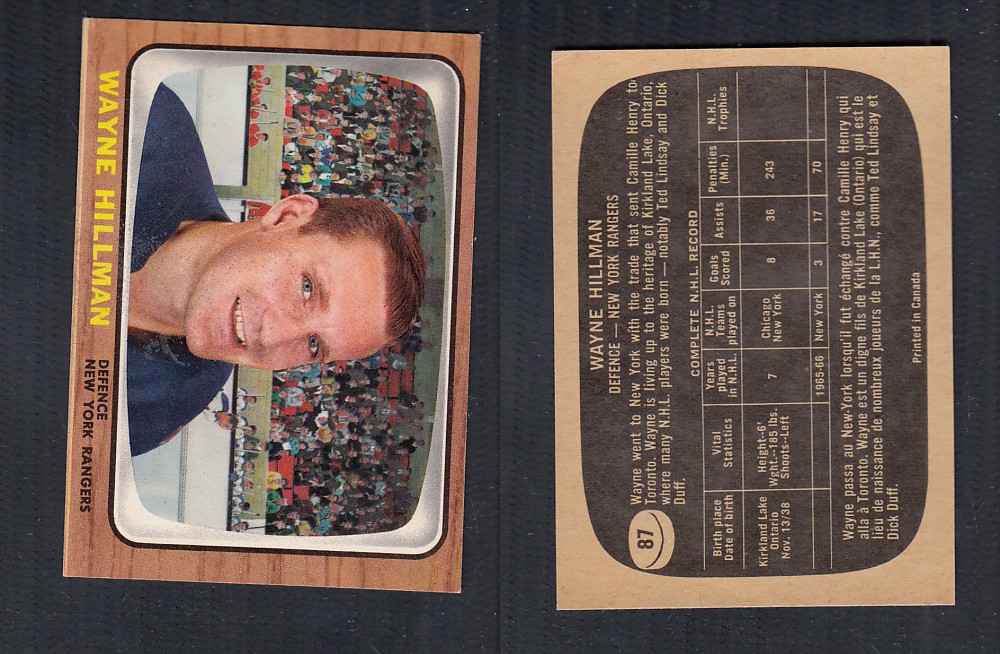 WAYNE HILLMAN
DEFENCE
NEW YORK RANGERS
87
WAYNE HILLMAN
DEFENCE — NEW YORK RANGERS
Wayne went to New York with the trade that sent Camille Henry to
Toronto. Wayne is living up to the heritage of Kirkland Lake, Ontario,
where many N.H.L. players were born — notably Ted Lindsay and Dick
Duff.
COMPLETE N.H.L. RECORD
Birth place
Date of birth
Vital
Statistics
Years
played
in N.H.L.
N.H.L.
Teams
played on
Goals
Scored
Assists
Penalties
(Min.)
N.H.L.
Trophies
Kirkland Lake
Ontario
Nov. 13/38
Height--6'
Wght.--185 lbs.
Shoots--Left
7
Chicago
New York
8
36
243
1965-66
New York
3
17
70
Wayne passa au New-York lorsqu'il fut échangé contre Camille Henry qui
alla à Toronto. Wayne est un digne fils de Kirkland Lake (Ontario) qui est le
lieu de naissance de nombreux joueurs de la L.H.N., comme Ted Lindsay et
Dick Duff.
Printed in Canada